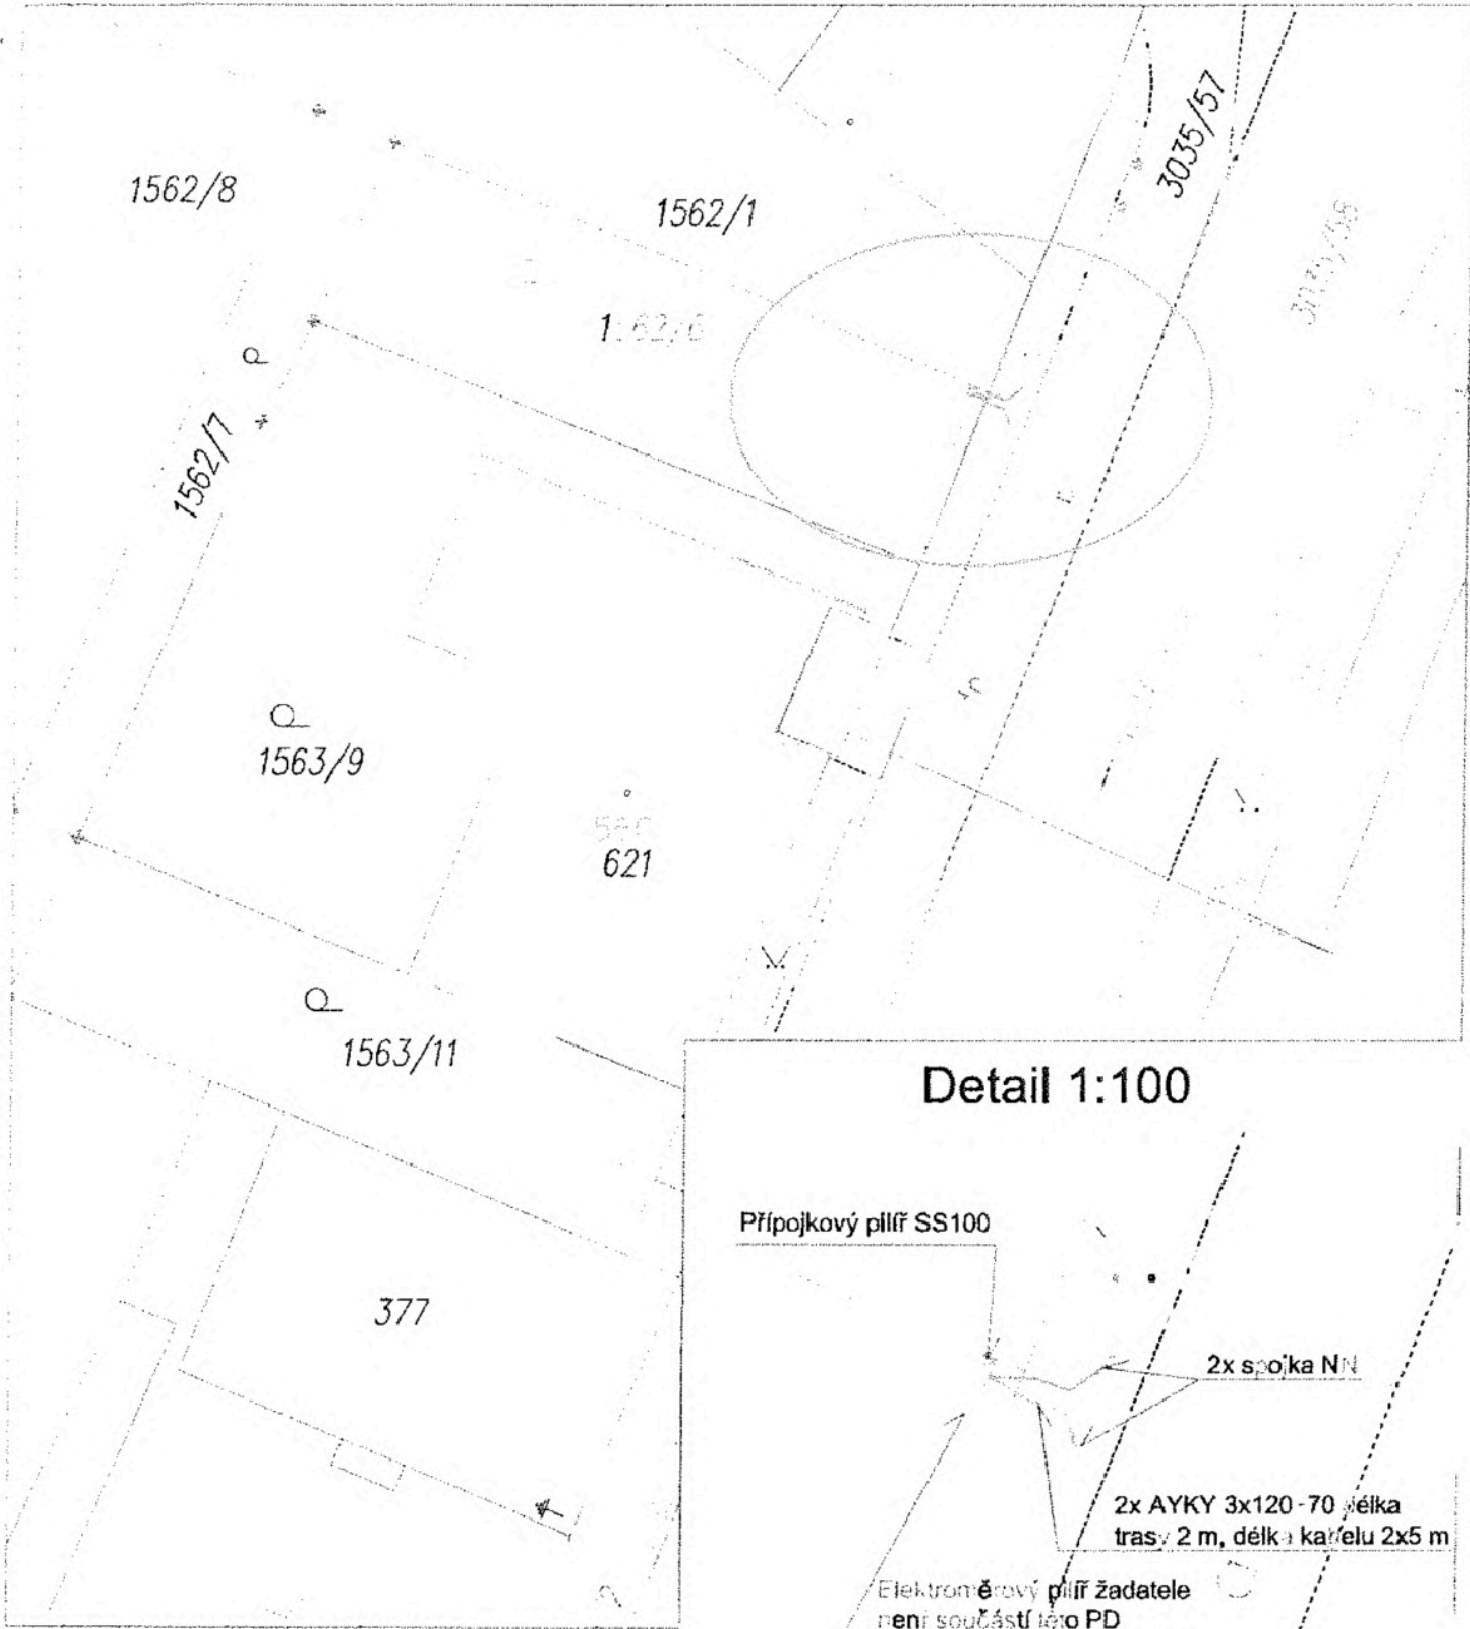 3035/57
1562/8
1562/1
1562/7
1563/9
621
1563/11
377
Detail 1:100
Přípojkový pilíř SS100
2x spojka NN
2x AYKY 3x120-70 délka
trasy 2 m, délka kabelu 2x5 m
Elektroměrový pilíř žadatele
není součástí této PD